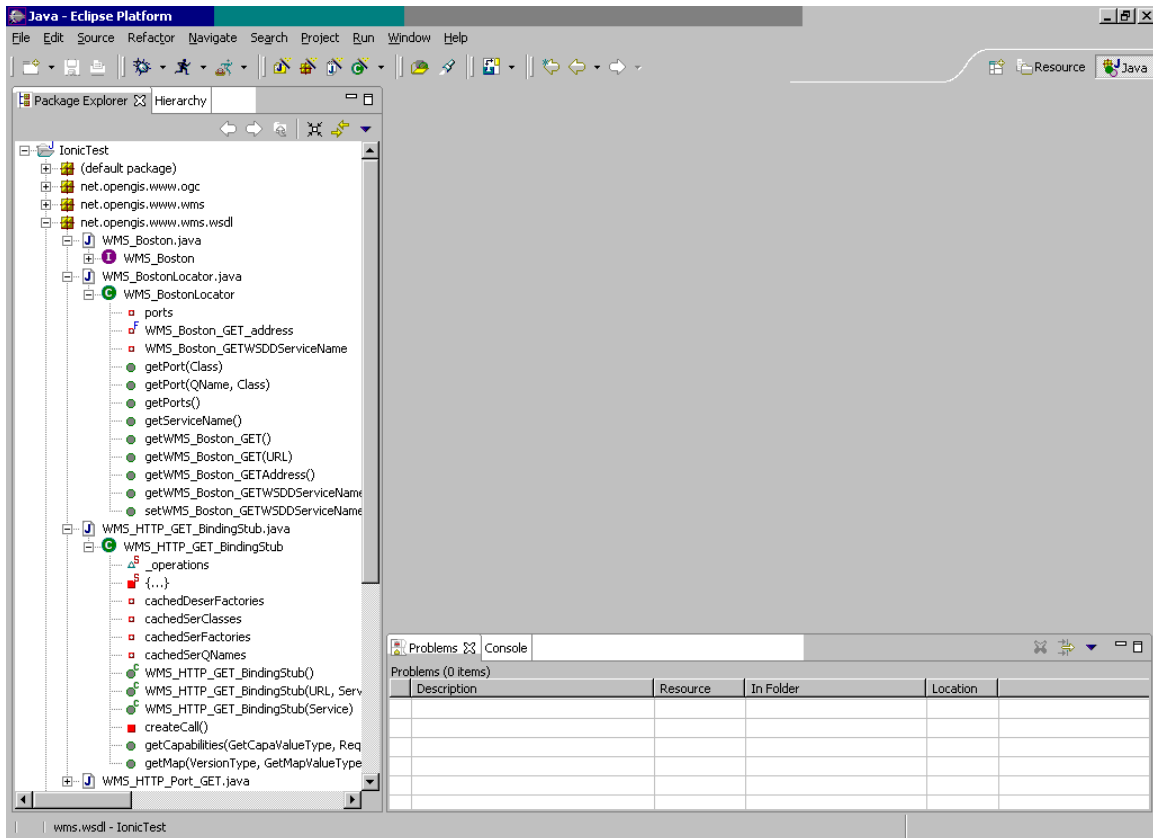 Java - Eclipse Platform
File Edit Source Refactor Navigate Search Project Run Window Help
Resource Java
Package Explorer Hierarchy
IonicTest
(default package)
net.opengis.www.ogc
net.opengis.www.wms
net.opengis.www.wms.wsdl
WMS_Boston.java
WMS_Boston
WMS_BostonLocator.java
WMS_BostonLocator
ports
WMS_Boston_GET_address
WMS_Boston_GETWSDDServiceName
getPort(Class)
getPort(QName, Class)
getPorts()
getServiceName()
getWMS_Boston_GET()
getWMS_Boston_GET(URL)
getWMS_Boston_GETAddress()
getWMS_Boston_GETWSDDServiceName
setWMS_Boston_GETWSDDServiceName
WMS_HTTP_GET_BindingStub.java
WMS_HTTP_GET_BindingStub
_operations
{...}
cachedDeserFactories
cachedSerClasses
cachedSerFactories
cachedSerQNames
WMS_HTTP_GET_BindingStub()
WMS_HTTP_GET_BindingStub(URL, Serv
WMS_HTTP_GET_BindingStub(Service)
createCall()
getCapabilities(GetCapaValueType, Req
getMap(VersionType, GetMapValueType
WMS_HTTP_Port_GET.java
Problems Console
Problems (0 items)
Description Resource In Folder Location
wms.wsdl - IonicTest